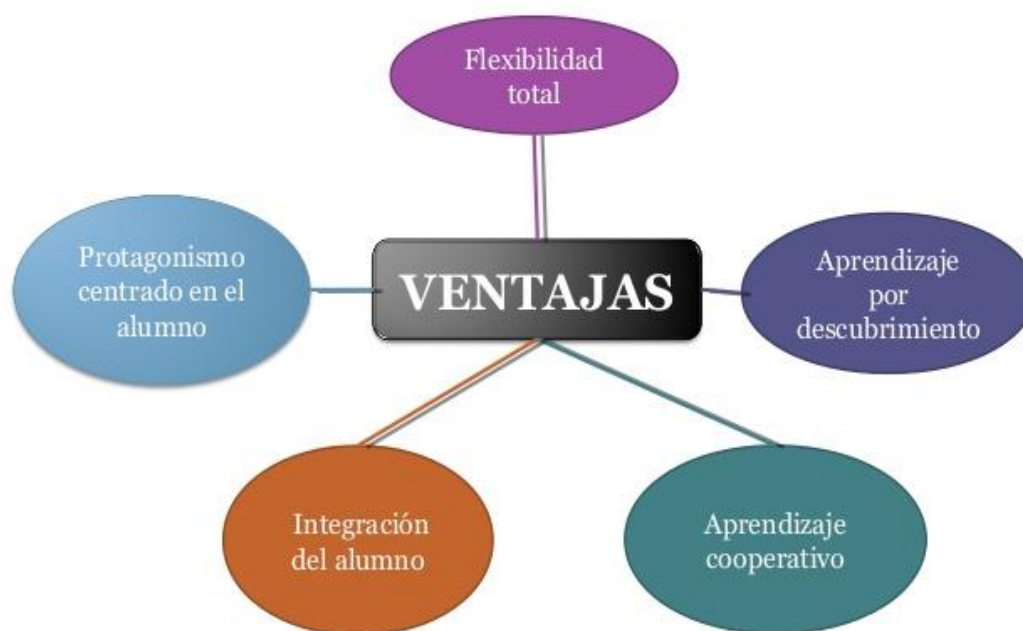 Flexibilidad
total
Protagonismo
centrado en el
alumno
VENTAJAS
Aprendizaje
por
descubrimiento
Integración
del alumno
Aprendizaje
cooperativo